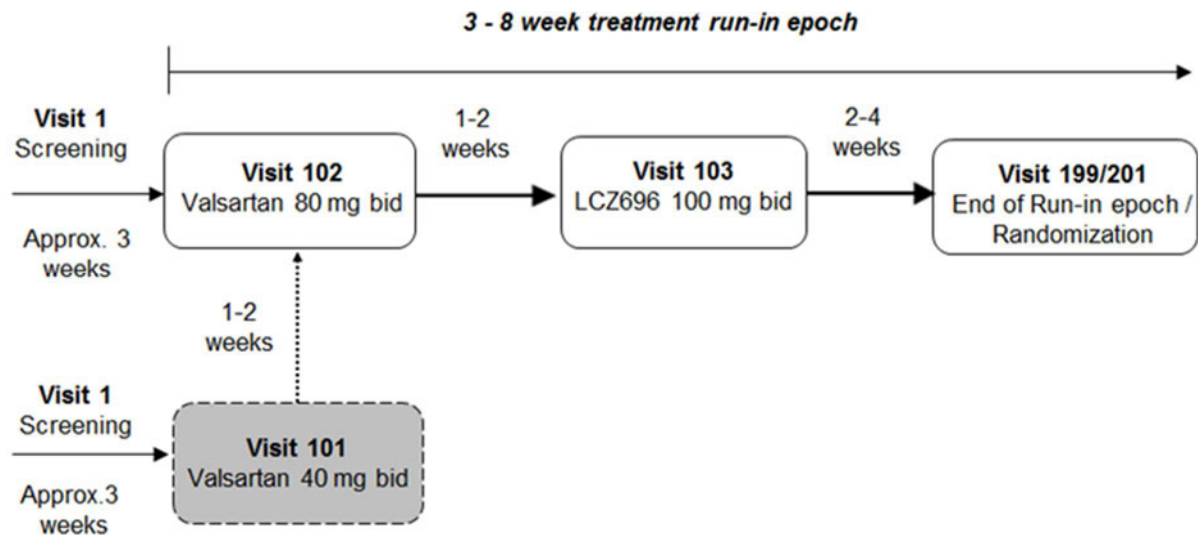 3 - 8 week treatment run-in epoch
Visit 1
Screening
Approx. 3
weeks
Visit 102
Valsartan 80 mg bid
1-2
weeks
Visit 103
LCZ696 100 mg bid
2-4
weeks
Visit 199/201
End of Run-in epoch /
Randomization
1-2
weeks
Visit 1
Screening
Approx.3
weeks
Visit 101
Valsartan 40 mg bid